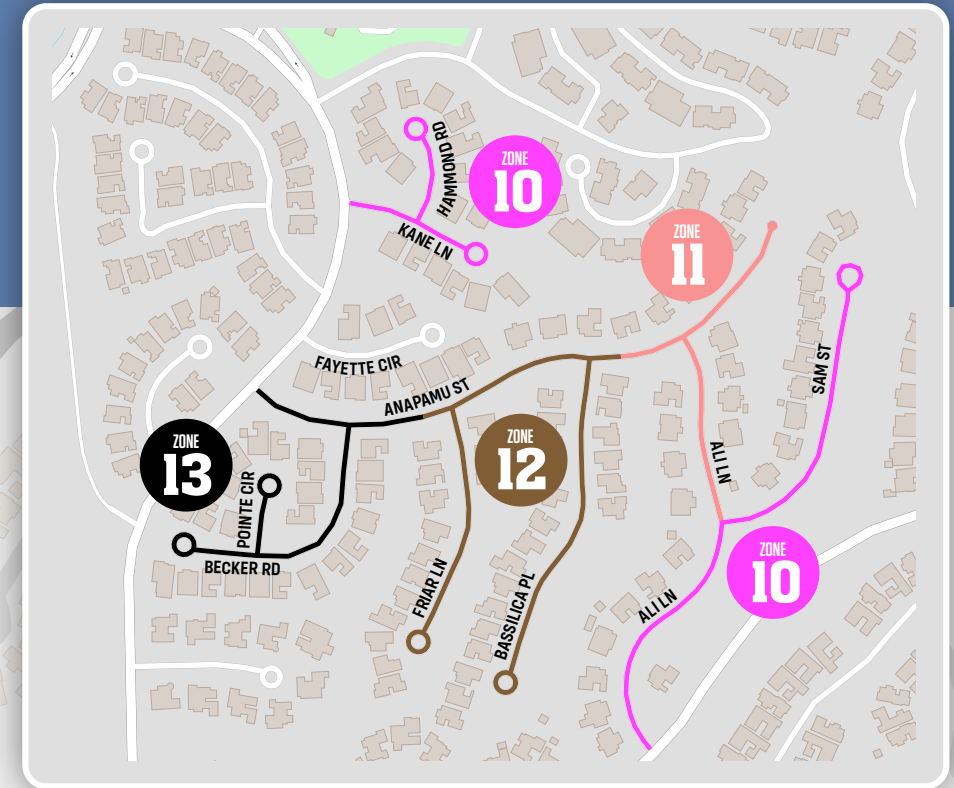 HAMMOND RD
ZONE
10
KANE LN
ZONE
11
FAYETTE CIR
SAM ST
ANAPAMU ST
ZONE
13
ZONE
12
ALI LN
POINTE CIR
BECKER RD
FRIAR LN
BASSILICA PL
ZONE
10
ALI LN